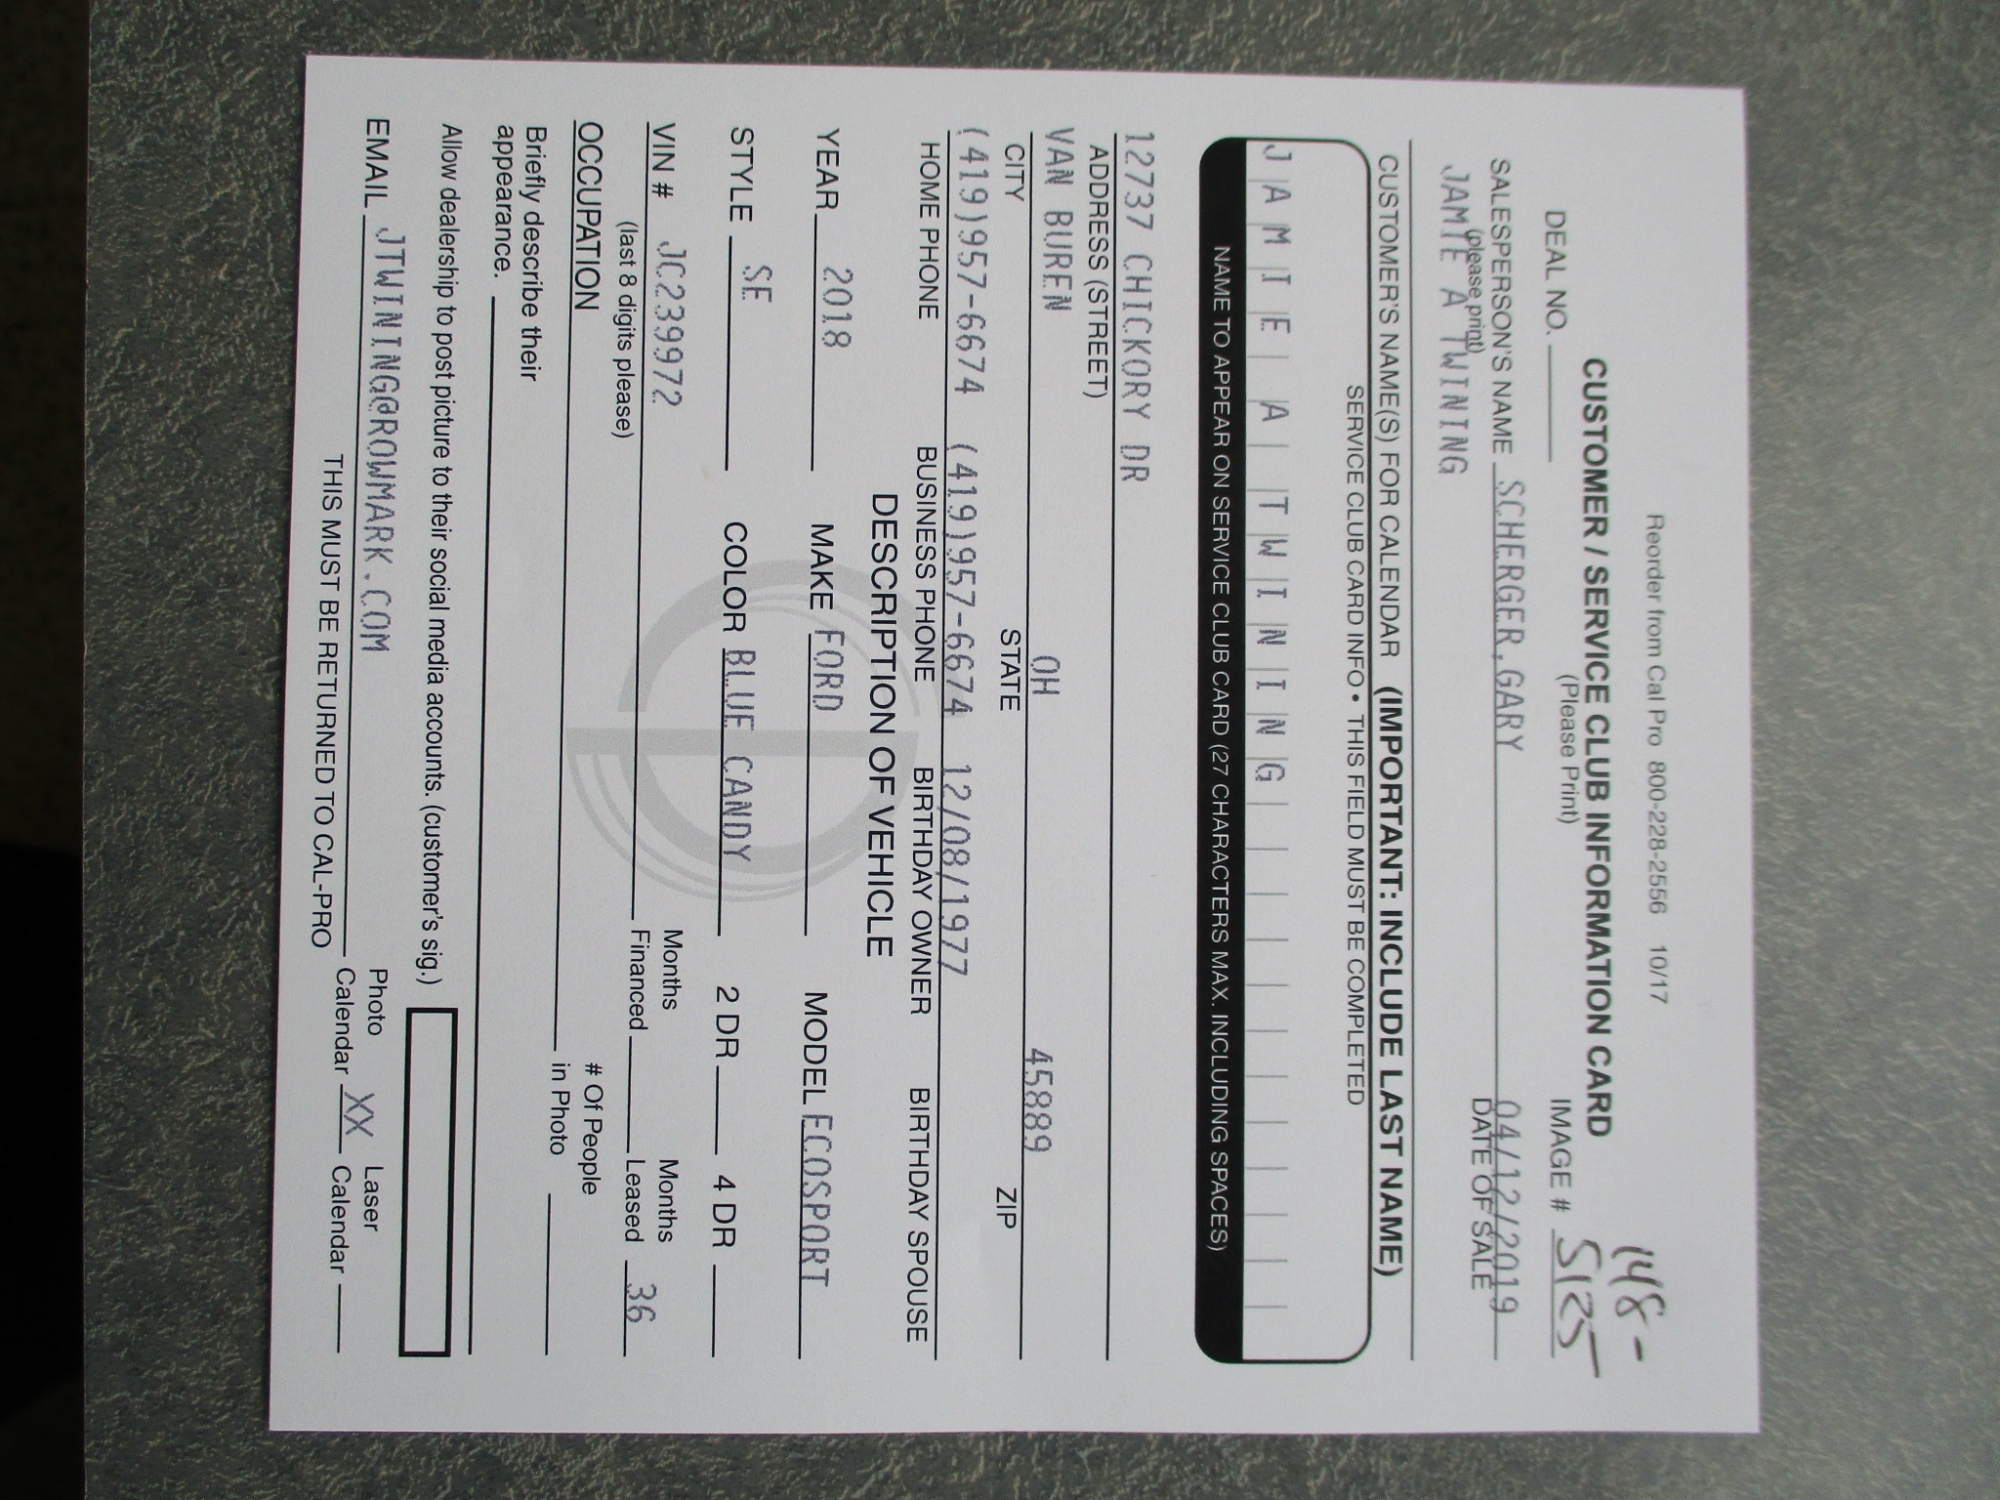 Reorder from Cal Pro 800-228-2556 10/17
CUSTOMER / SERVICE CLUB INFORMATION CARD
(Please Print)
148-
DEAL NO. IMAGE # 5125
SALESPERSON'S NAME SCHERGER,GARY 04/12/2019
(please print) DATE OF SALE
JAMIE A TWINING
CUSTOMER'S NAME(S) FOR CALENDAR (IMPORTANT: INCLUDE LAST NAME)
SERVICE CLUB CARD INFO • THIS FIELD MUST BE COMPLETED
JAMIE A TWINING
NAME TO APPEAR ON SERVICE CLUB CARD (27 CHARACTERS MAX. INCLUDING SPACES)
12737 CHICKORY DR
ADDRESS (STREET)
VAN BUREN OH 45889
CITY STATE ZIP
(419)957-6674 (419)957-6674 12/08/1977
HOME PHONE BUSINESS PHONE BIRTHDAY OWNER BIRTHDAY SPOUSE
DESCRIPTION OF VEHICLE
YEAR 2018 MAKE FORD MODEL ECOSPORT
STYLE SE COLOR BLUE CANDY 2 DR 4 DR
VIN # JC239972 Months Financed Months Leased 36
(last 8 digits please)
OCCUPATION # Of People in Photo
Briefly describe their
appearance.
Allow dealership to post picture to their social media accounts. (customer's sig.)
EMAIL JTWINING@ROWMARK.COM Photo Calendar XX Laser Calendar
THIS MUST BE RETURNED TO CAL-PRO